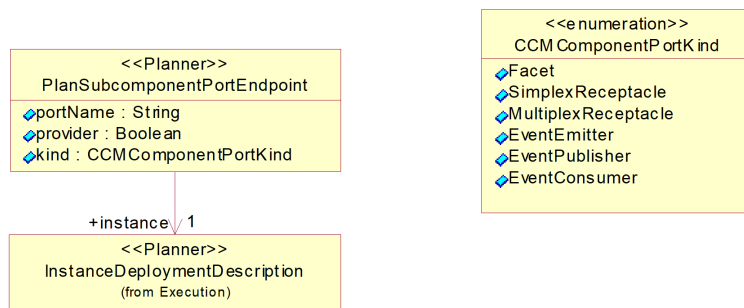 <<Planner>>
PlanSubcomponentPortEndpoint
portName : String
provider : Boolean
kind : CCMComponentPortKind
+instance 1
<<Planner>>
InstanceDeploymentDescription
(from Execution)
<<enumeration>>
CCMComponentPortKind
Facet
SimplexReceptacle
MultiplexReceptacle
EventEmitter
EventPublisher
EventConsumer